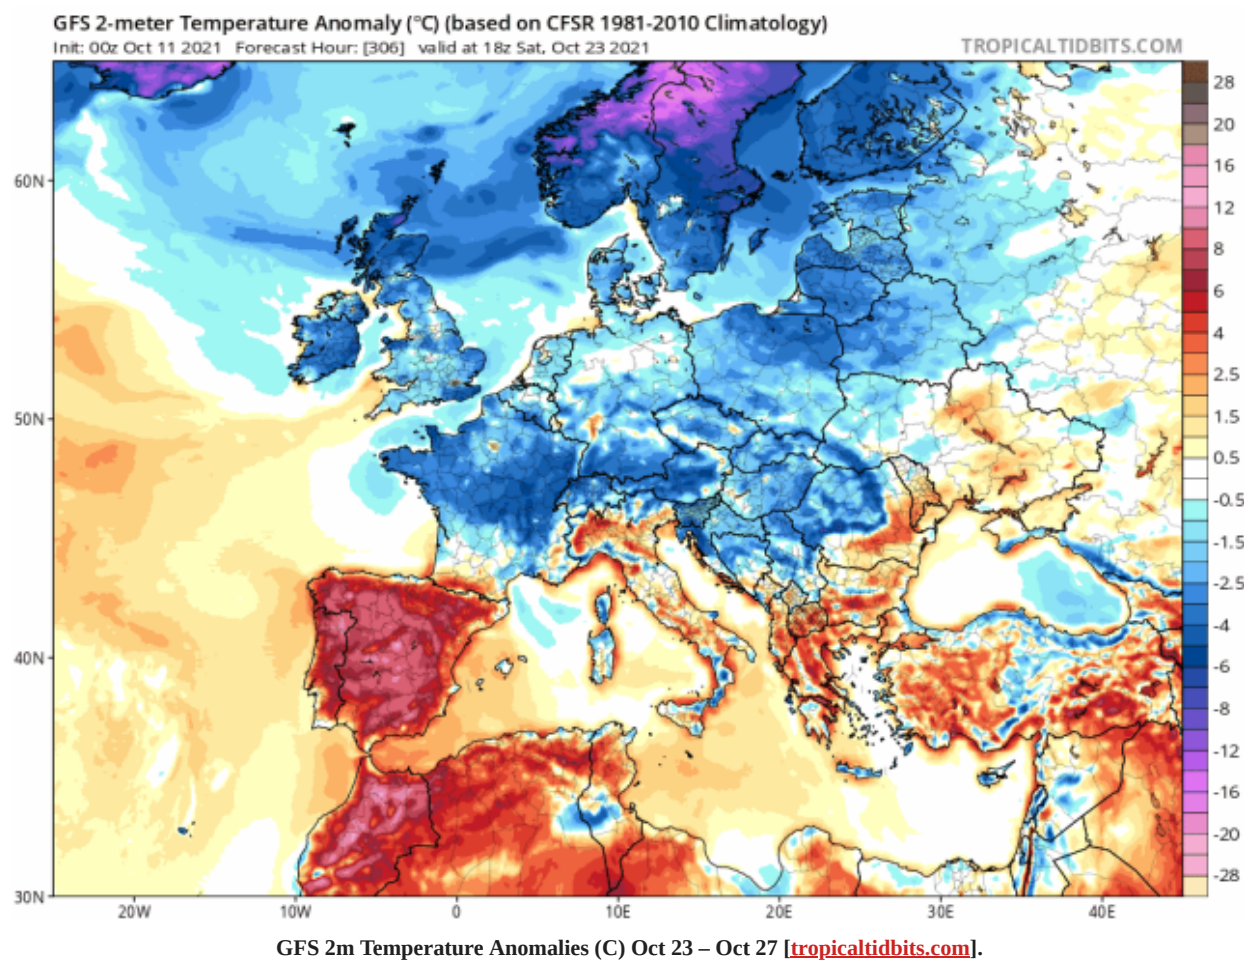 GFS 2-meter Temperature Anomaly (°C) (based on CFSR 1981-2010 Climatology)
Init: 00z Oct 11 2021 Forecast Hour: [306] valid at 18z Sat, Oct 23 2021
TROPICALTIDBITS.COM
60N
50N
40N
30N
20W
10W
0
10E
20E
30E
40E
28
20
16
12
8
6
4
2.5
1.5
0.5
-0.5
-1.5
-2.5
-4
-6
-8
-12
-16
-20
-28
GFS 2m Temperature Anomalies (C) Oct 23 – Oct 27 [tropicaltidbits.com].